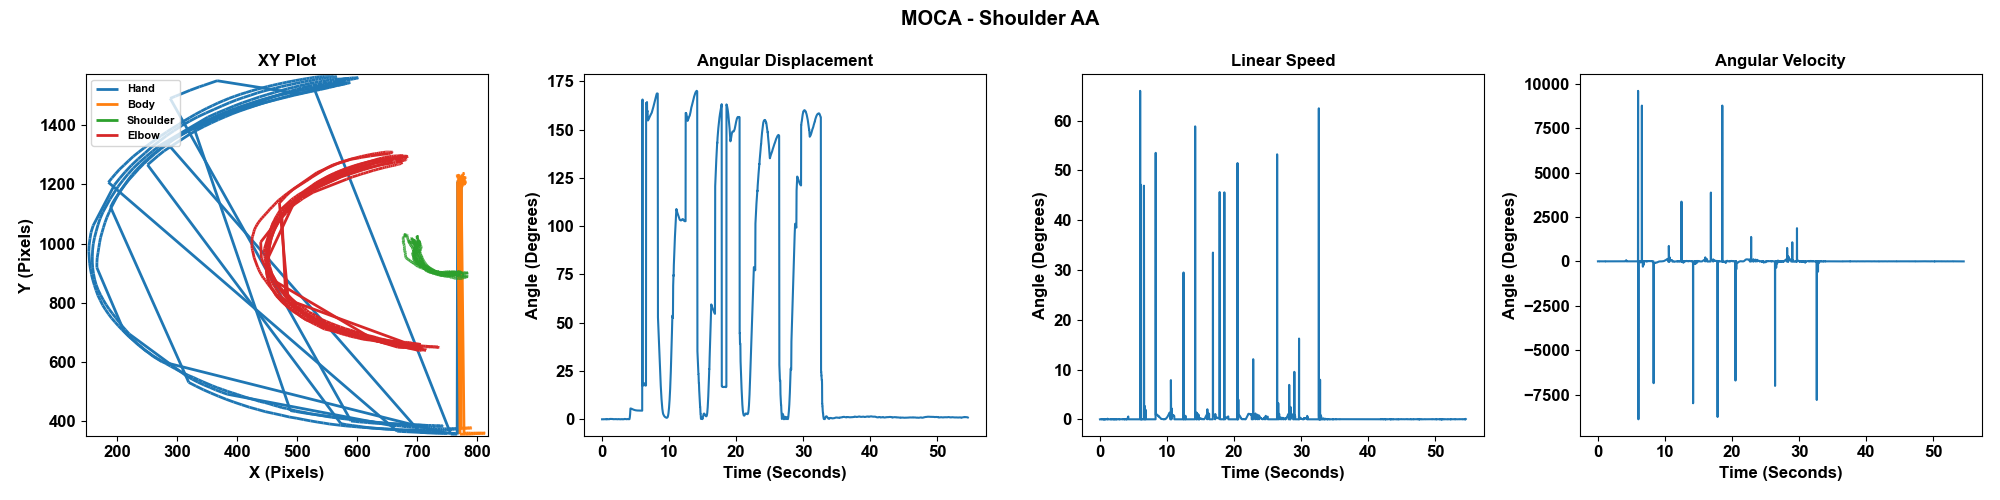 MOCA - Shoulder AA
XY Plot
Hand
Body
Shoulder
Elbow
1400
1200
1000
800
600
400
200 300 400 500 600 700 800
Y (Pixels)
X (Pixels)
Angular Displacement
175
150
125
100
75
50
25
0
0 10 20 30 40 50
Angle (Degrees)
Time (Seconds)
Linear Speed
60
50
40
30
20
10
0
0 10 20 30 40 50
Angle (Degrees)
Time (Seconds)
Angular Velocity
10000
7500
5000
2500
0
−2500
−5000
−7500
0 10 20 30 40 50
Angle (Degrees)
Time (Seconds)